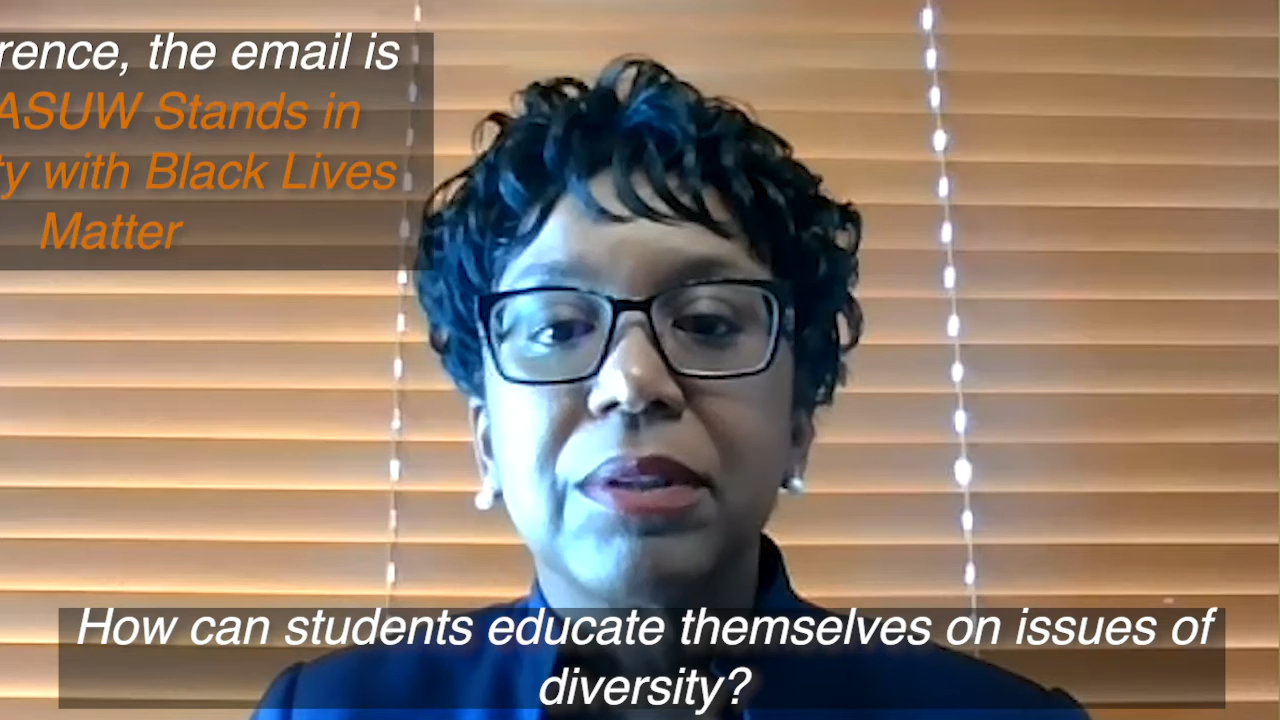 rence, the email is
ASUW Stands in
ty with Black Lives
Matter
How can students educate themselves on issues of
diversity?